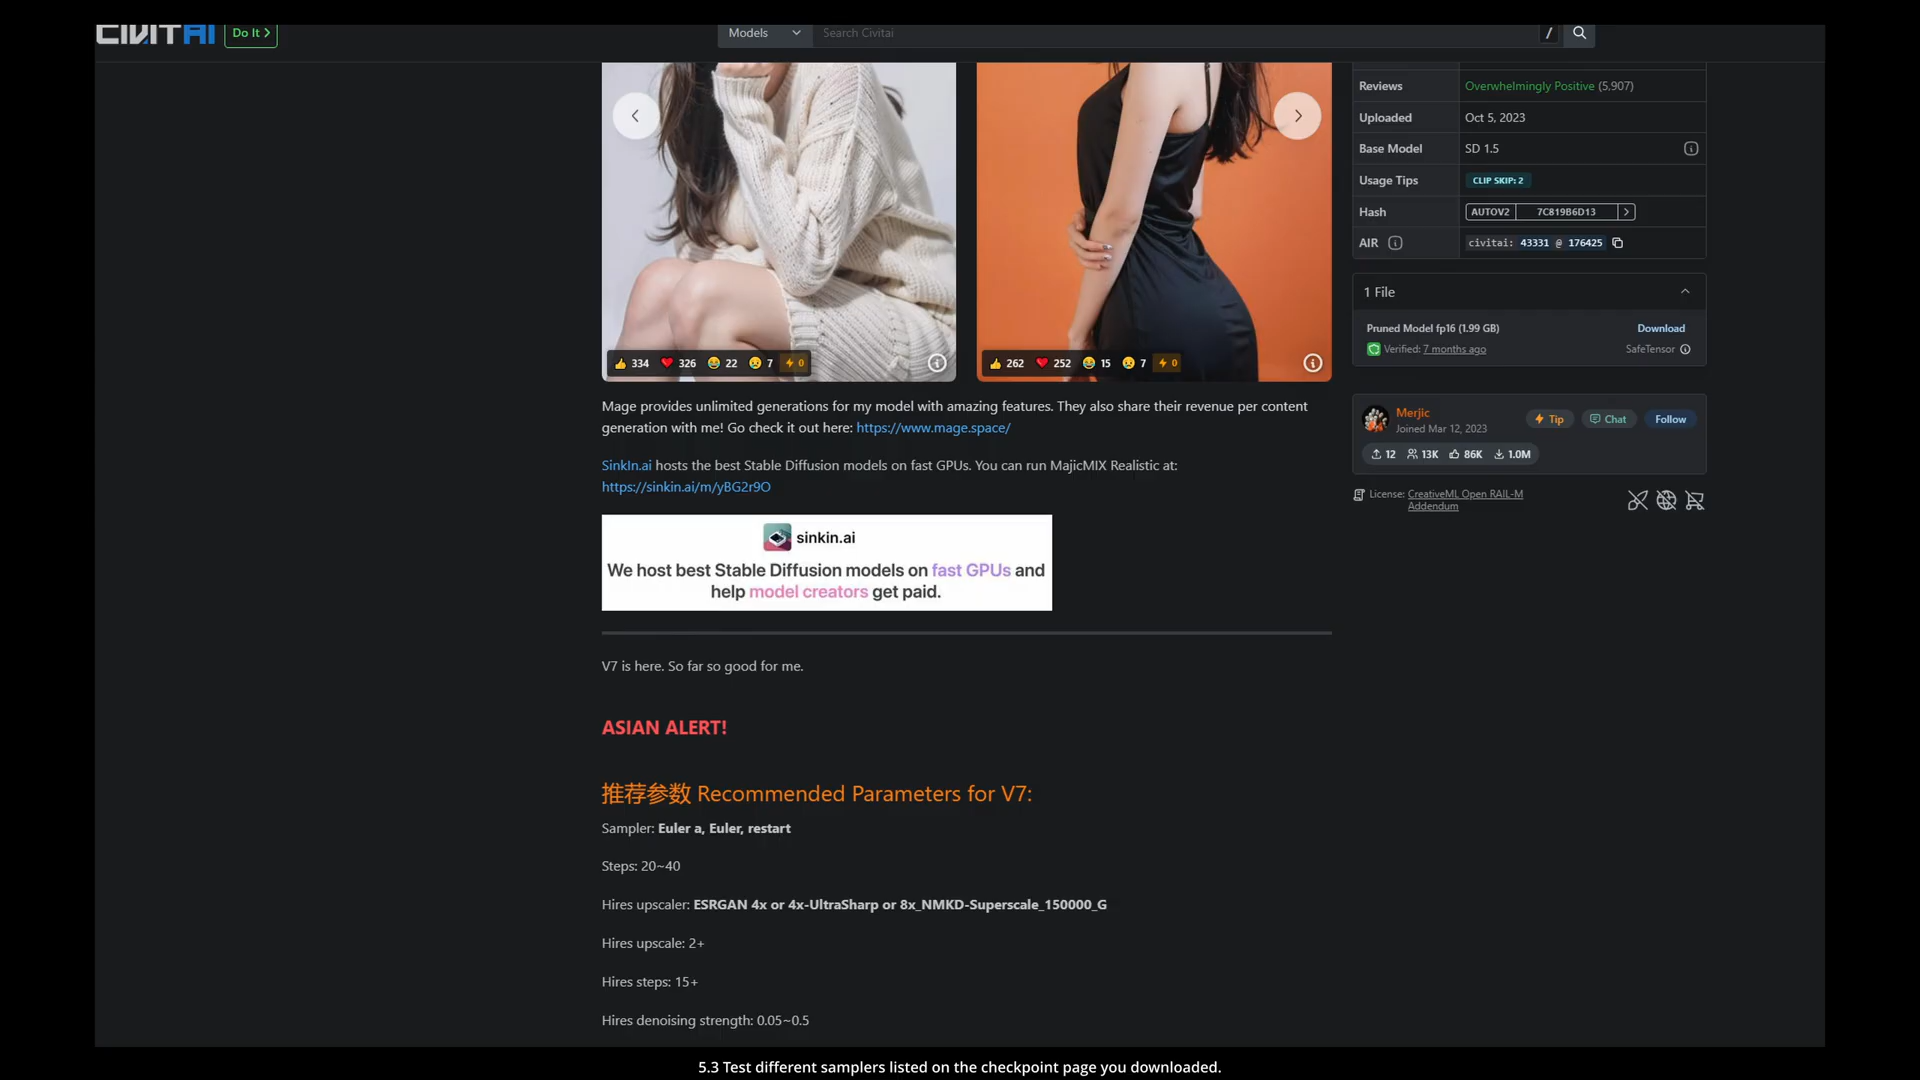 CIVITAI Do It Models Search Civitai /
Reviews Overwhelmingly Positive (5,907)
Uploaded Oct 5, 2023
Base Model SD 1.5
Usage Tips CLIP SKIP: 2
Hash AUTOV2 7C819B6D13
AIR civitai: 43331 @ 176425
1 File
Pruned Model fp16 (1.99 GB) Download
Verified: 7 months ago SafeTensor
Merjic Tip Chat Follow
Joined Mar 12, 2023
12 13K 86K 1.0M
License: CreativeML Open RAIL-M
Addendum
334 326 22 7 0
262 252 15 7 0
Mage provides unlimited generations for my model with amazing features. They also share their revenue per content
generation with me! Go check it out here: https://www.mage.space/
SinkIn.ai hosts the best Stable Diffusion models on fast GPUs. You can run MajicMIX Realistic at:
https://sinkin.ai/m/yBG2r9O
sinkin.ai
We host best Stable Diffusion models on fast GPUs and
help model creators get paid.
V7 is here. So far so good for me.
ASIAN ALERT!
推荐参数 Recommended Parameters for V7:
Sampler: Euler a, Euler, restart
Steps: 20~40
Hires upscaler: ESRGAN 4x or 4x-UltraSharp or 8x_NMKD-Superscale_150000_G
Hires upscale: 2+
Hires steps: 15+
Hires denoising strength: 0.05~0.5
5.3 Test different samplers listed on the checkpoint page you downloaded.